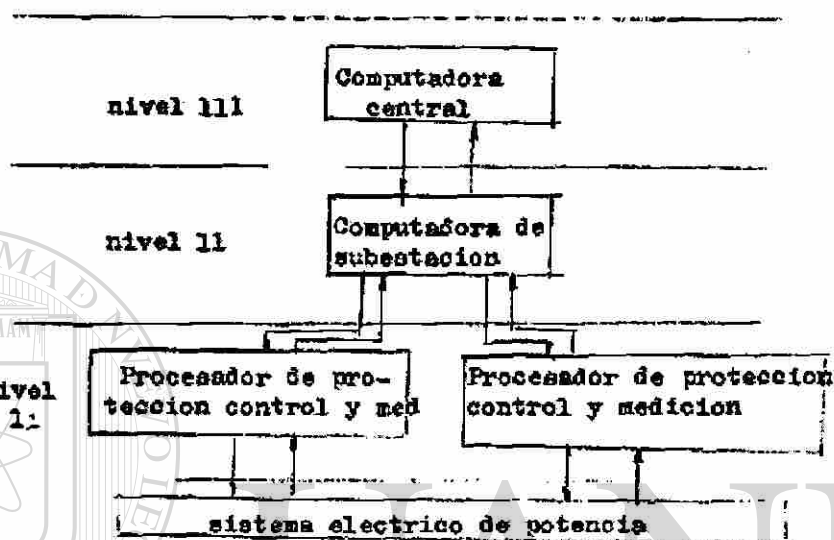 Computadora
nivel 111
central
Computadora de
nivel 11
subestacion
Procesador de pro-
Procesador de proteccion
nivel
teccion control y med
control y medicion
1:
sistema electrico de potencia